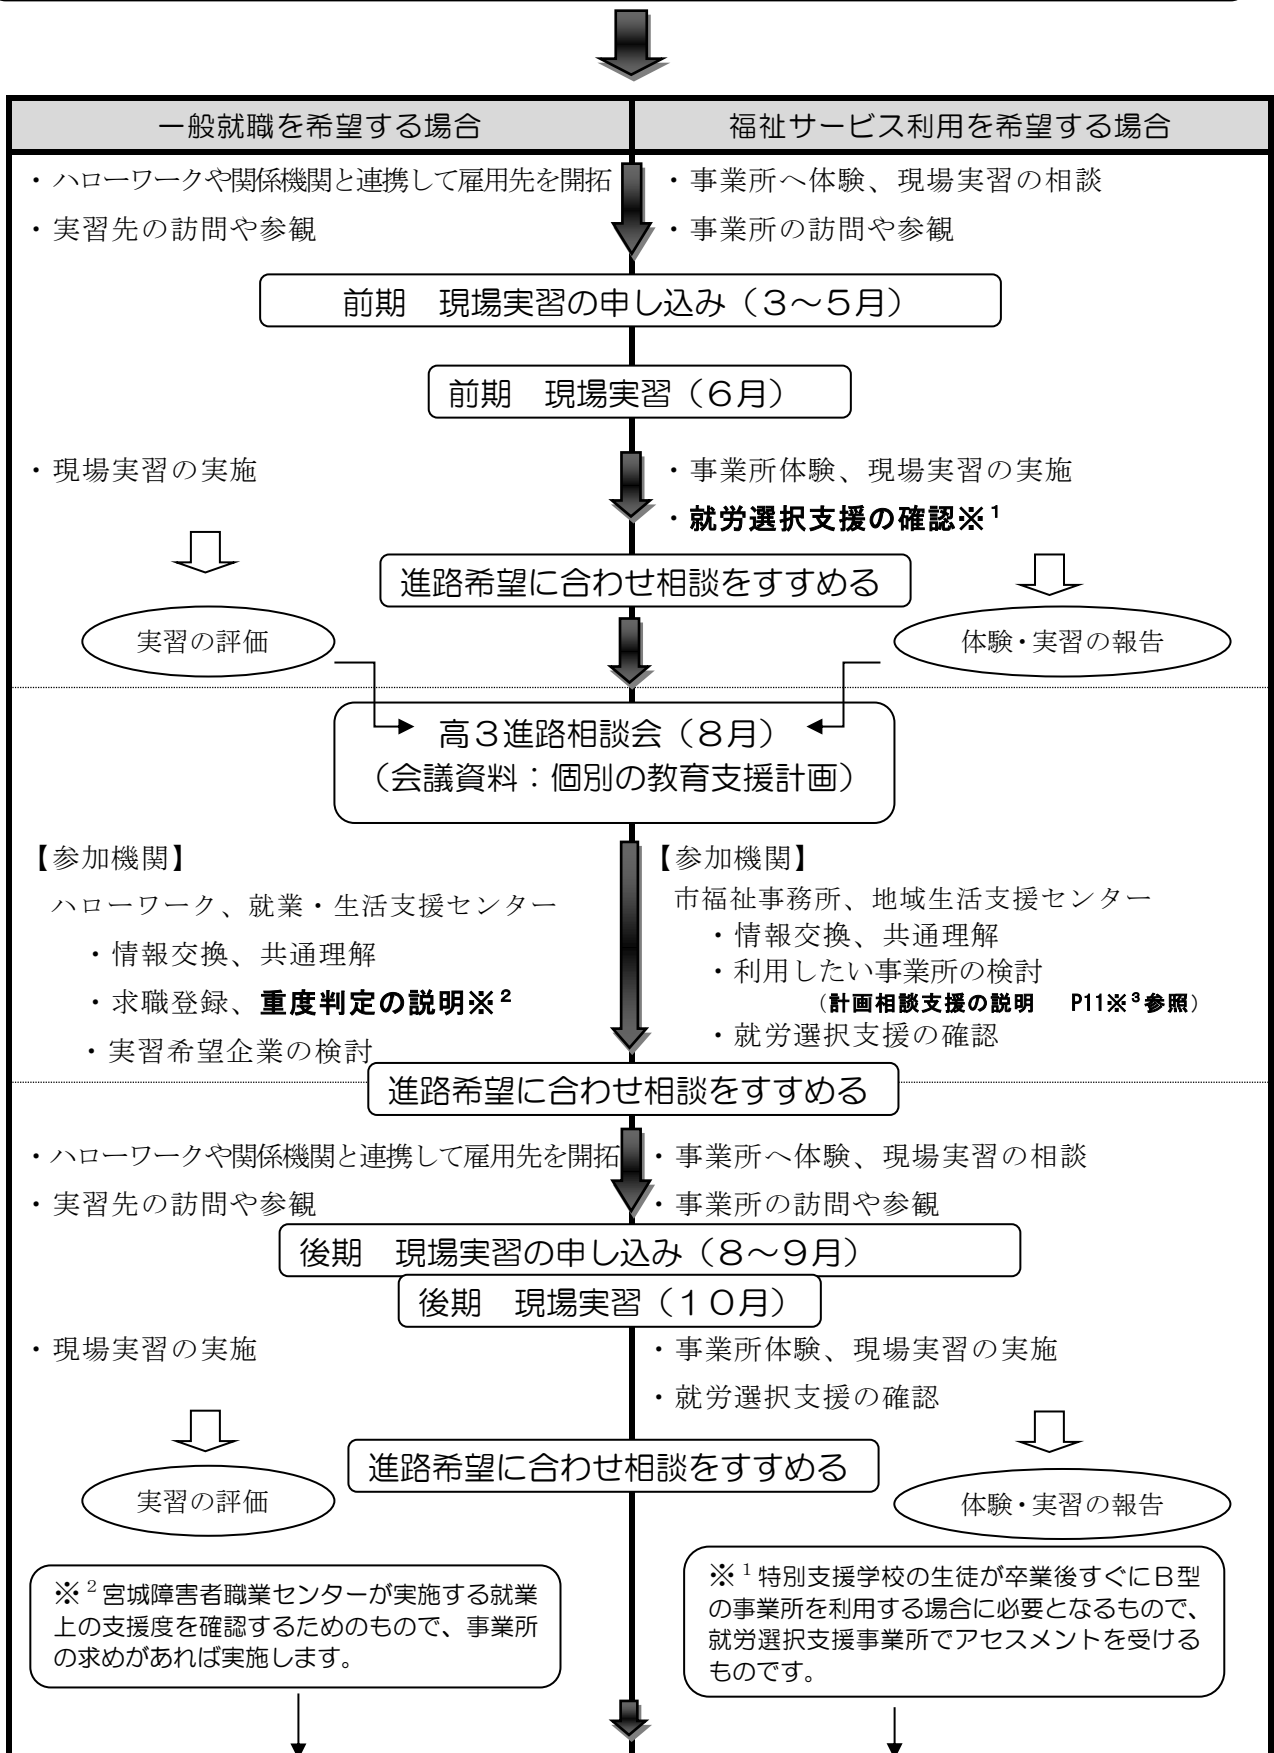 一般就職を希望する場合
福祉サービス利用を希望する場合
・ハローワークや関係機関と連携して雇用先を開拓
・実習先の訪問や参観
・事業所へ体験、現場実習の相談
・事業所の訪問や参観
前期　現場実習の申し込み（３～５月）
前期　現場実習（６月）
・現場実習の実施
・事業所体験、現場実習の実施
・就労選択支援の確認※¹
進路希望に合わせ相談をすすめる
実習の評価
体験・実習の報告
高３進路相談会（８月）
（会議資料：個別の教育支援計画）
【参加機関】
ハローワーク、就業・生活支援センター
・情報交換、共通理解
・求職登録、重度判定の説明※²
・実習希望企業の検討
【参加機関】
市福祉事務所、地域生活支援センター
・情報交換、共通理解
・利用したい事業所の検討
（計画相談支援の説明　P11※³参照）
・就労選択支援の確認
進路希望に合わせ相談をすすめる
・ハローワークや関係機関と連携して雇用先を開拓
・実習先の訪問や参観
・事業所へ体験、現場実習の相談
・事業所の訪問や参観
後期　現場実習の申し込み（８～９月）
後期　現場実習（１０月）
・現場実習の実施
・事業所体験、現場実習の実施
・就労選択支援の確認
進路希望に合わせ相談をすすめる
実習の評価
体験・実習の報告
※²宮城障害者職業センターが実施する就業
上の支援度を確認するためのもので、事業所
の求めがあれば実施します。
※¹特別支援学校の生徒が卒業後すぐにＢ型
の事業所を利用する場合に必要となるもので、
就労選択支援事業所でアセスメントを受ける
ものです。